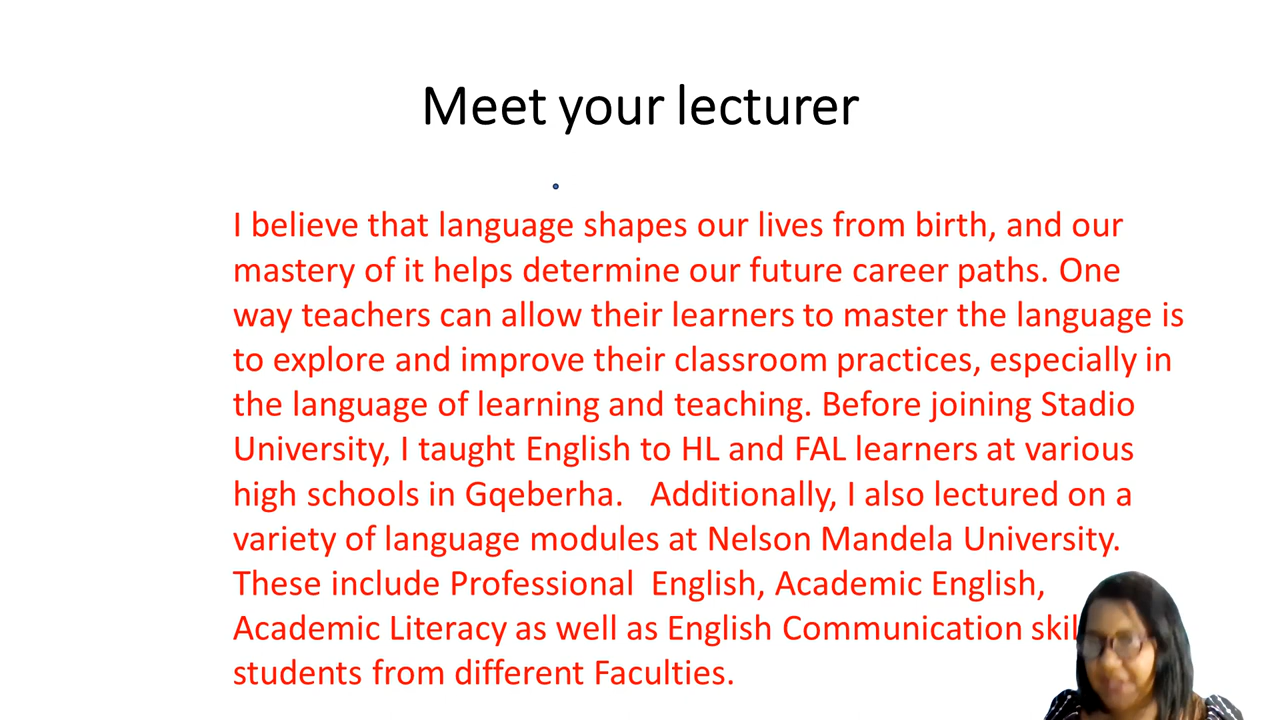 Meet your lecturer
I believe that language shapes our lives from birth, and our
mastery of it helps determine our future career paths. One
way teachers can allow their learners to master the language is
to explore and improve their classroom practices, especially in
the language of learning and teaching. Before joining Stadio
University, I taught English to HL and FAL learners at various
high schools in Gqeberha. Additionally, I also lectured on a
variety of language modules at Nelson Mandela University.
These include Professional English, Academic English,
Academic Literacy as well as English Communication
students from different Faculties.